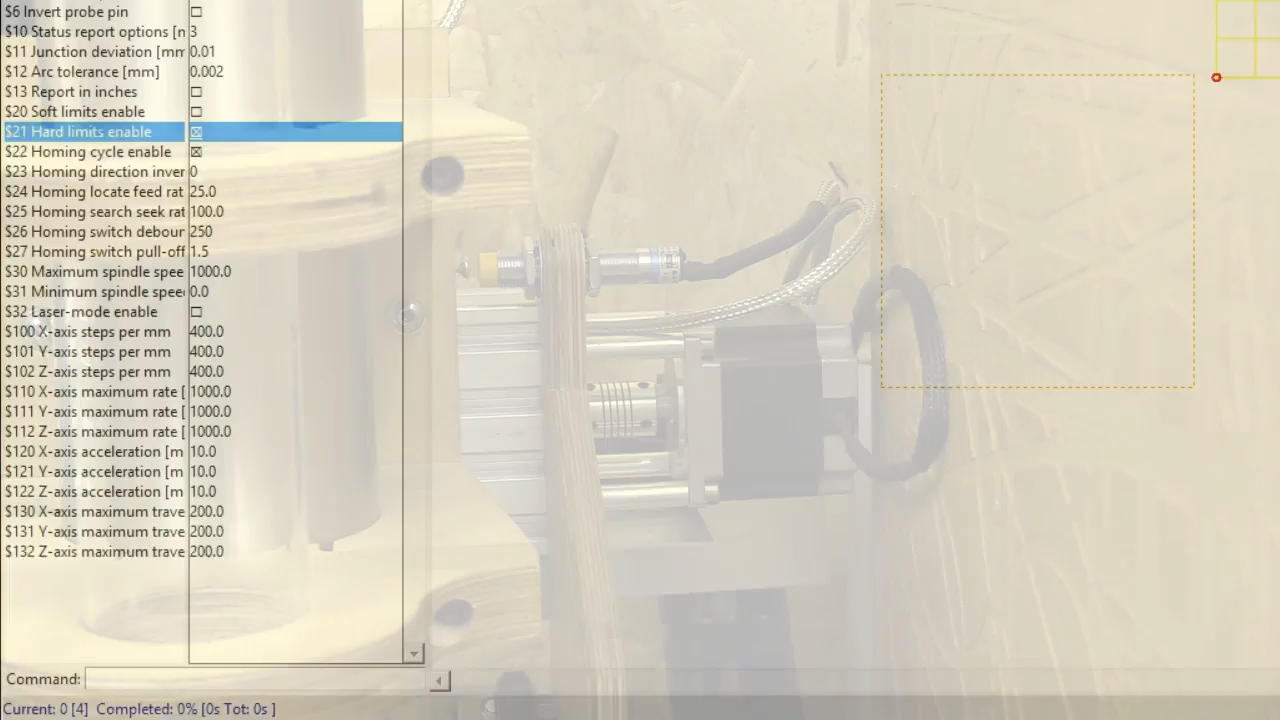 $6 Invert probe pin ☐
$10 Status report options [n 3
$11 Junction deviation [mm 0.01
$12 Arc tolerance [mm] 0.002
$13 Report in inches ☐
$20 Soft limits enable ☐
$21 Hard limits enable ☒
$22 Homing cycle enable ☒
$23 Homing direction inver 0
$24 Homing locate feed rat 25.0
$25 Homing search seek rat 100.0
$26 Homing switch debour 250
$27 Homing switch pull-off 1.5
$30 Maximum spindle spee 1000.0
$31 Minimum spindle speed 0.0
$32 Laser-mode enable ☐
$100 X-axis steps per mm 400.0
$101 Y-axis steps per mm 400.0
$102 Z-axis steps per mm 400.0
$110 X-axis maximum rate [ 1000.0
$111 Y-axis maximum rate [ 1000.0
$112 Z-axis maximum rate [ 1000.0
$120 X-axis acceleration [m 10.0
$121 Y-axis acceleration [m 10.0
$122 Z-axis acceleration [m 10.0
$130 X-axis maximum trave 200.0
$131 Y-axis maximum trave 200.0
$132 Z-axis maximum trave 200.0
Command:
Current: 0 [4] Completed: 0% [0s Tot: 0s ]